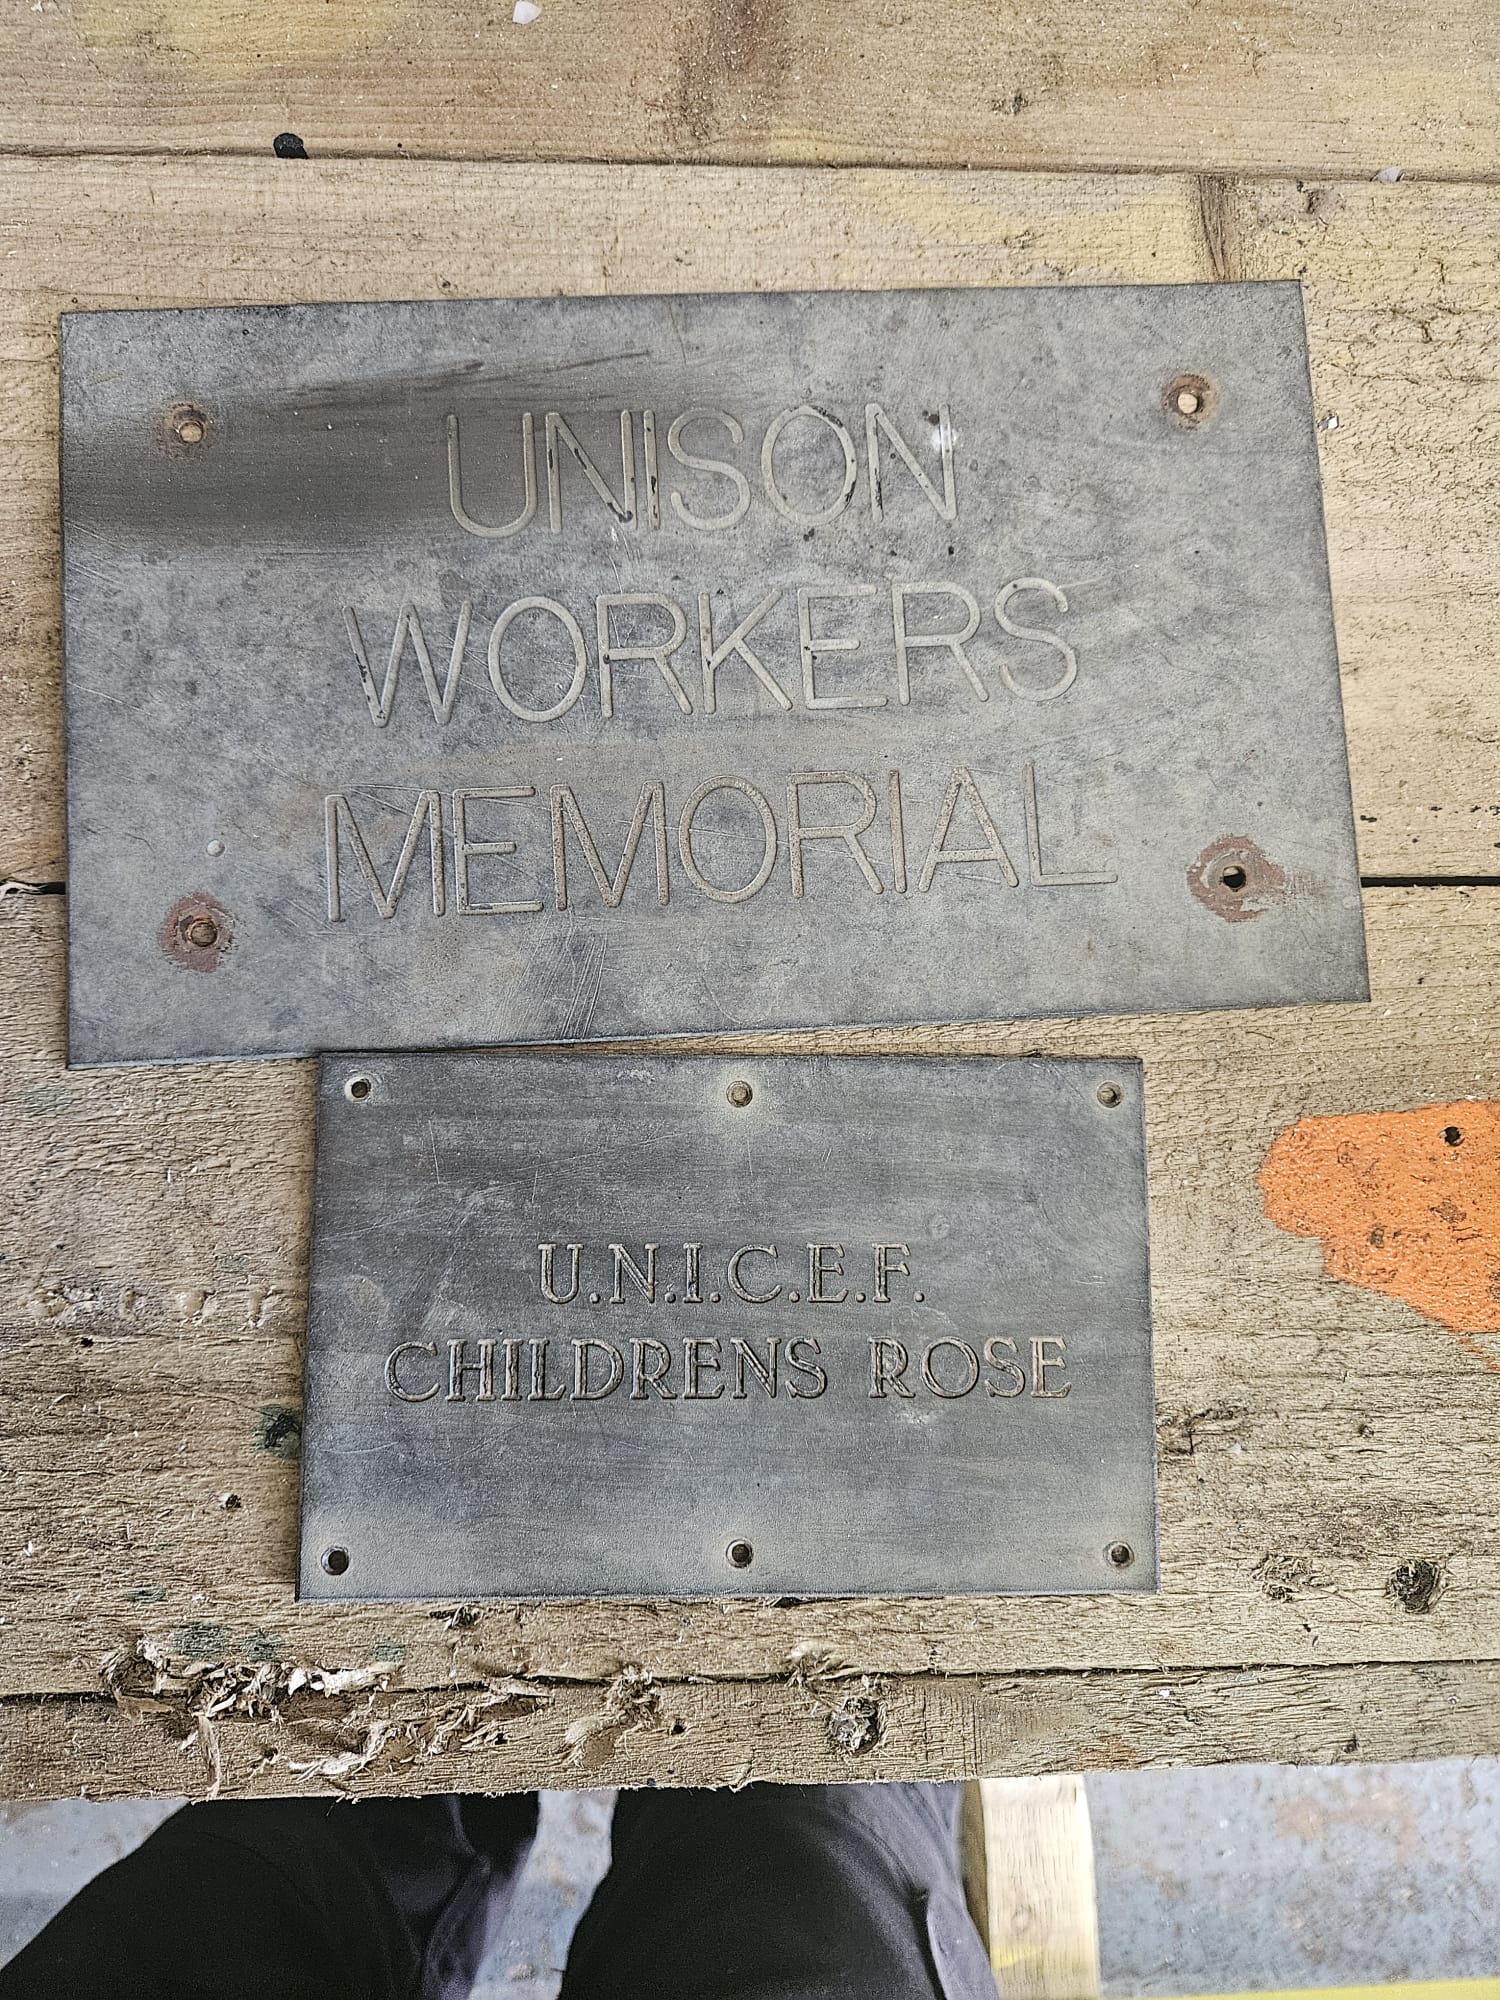 UNISON
WORKERS
MEMORIAL
U.N.I.C.E.F.
CHILDRENS ROSE